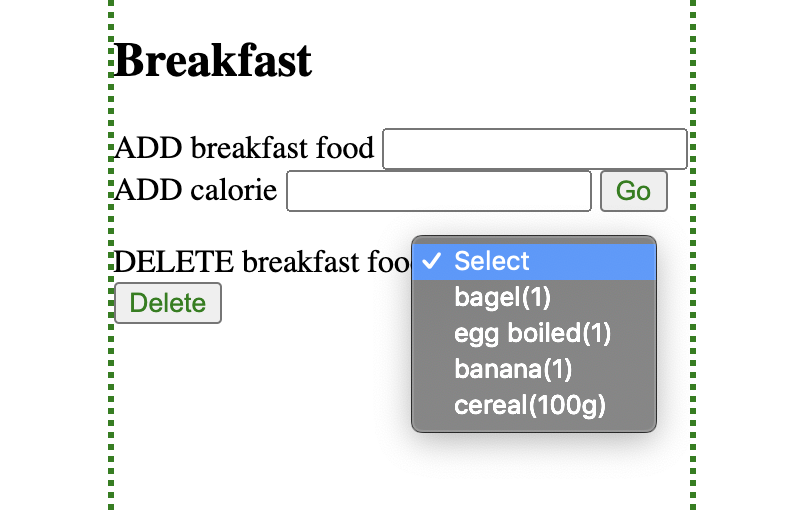 Breakfast
ADD breakfast food
ADD calorie Go
DELETE breakfast foo
✓ Select
bagel(1)
Delete
egg boiled(1)
banana(1)
cereal(100g)